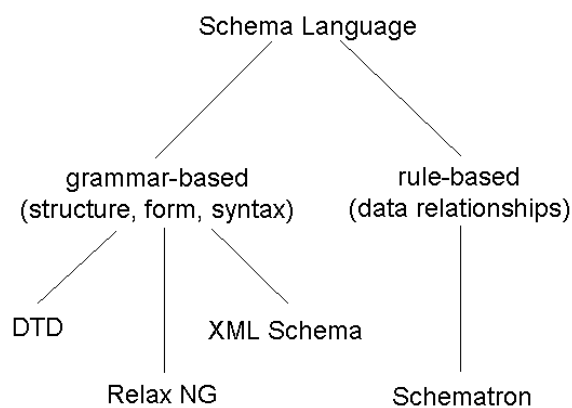 Schema Language
grammar-based
(structure, form, syntax)
rule-based
(data relationships)
DTD
XML Schema
Relax NG
Schematron